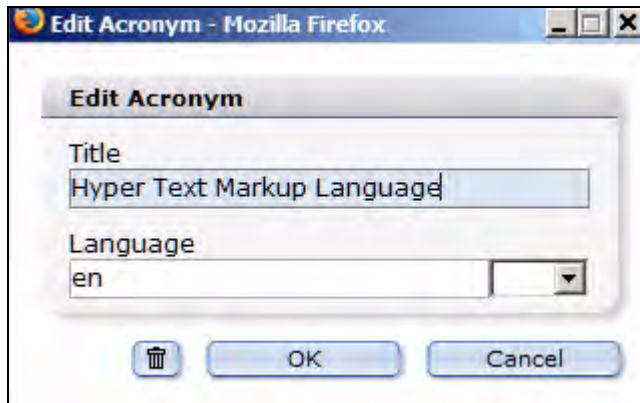 Edit Acronym - Mozilla Firefox
Edit Acronym
Title
Hyper Text Markup Language
Language
en
OK Cancel